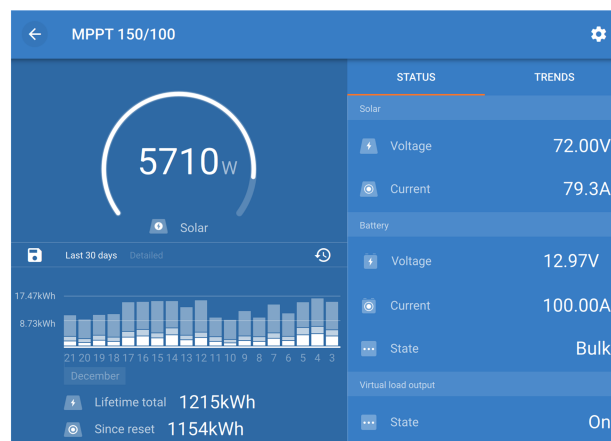 MPPT 150/100
5710W
Solar
Last 30 days Detailed
17.47kWh
8.73kWh
21 20 19 18 17 16 15 14 13 12 11 10 9 8 7 6 5 4 3
December
Lifetime total 1215kWh
Since reset 1154kWh
STATUS TRENDS
Solar
Voltage 72.00V
Current 79.3A
Battery
Voltage 12.97V
Current 100.00A
State Bulk
Virtual load output
State On